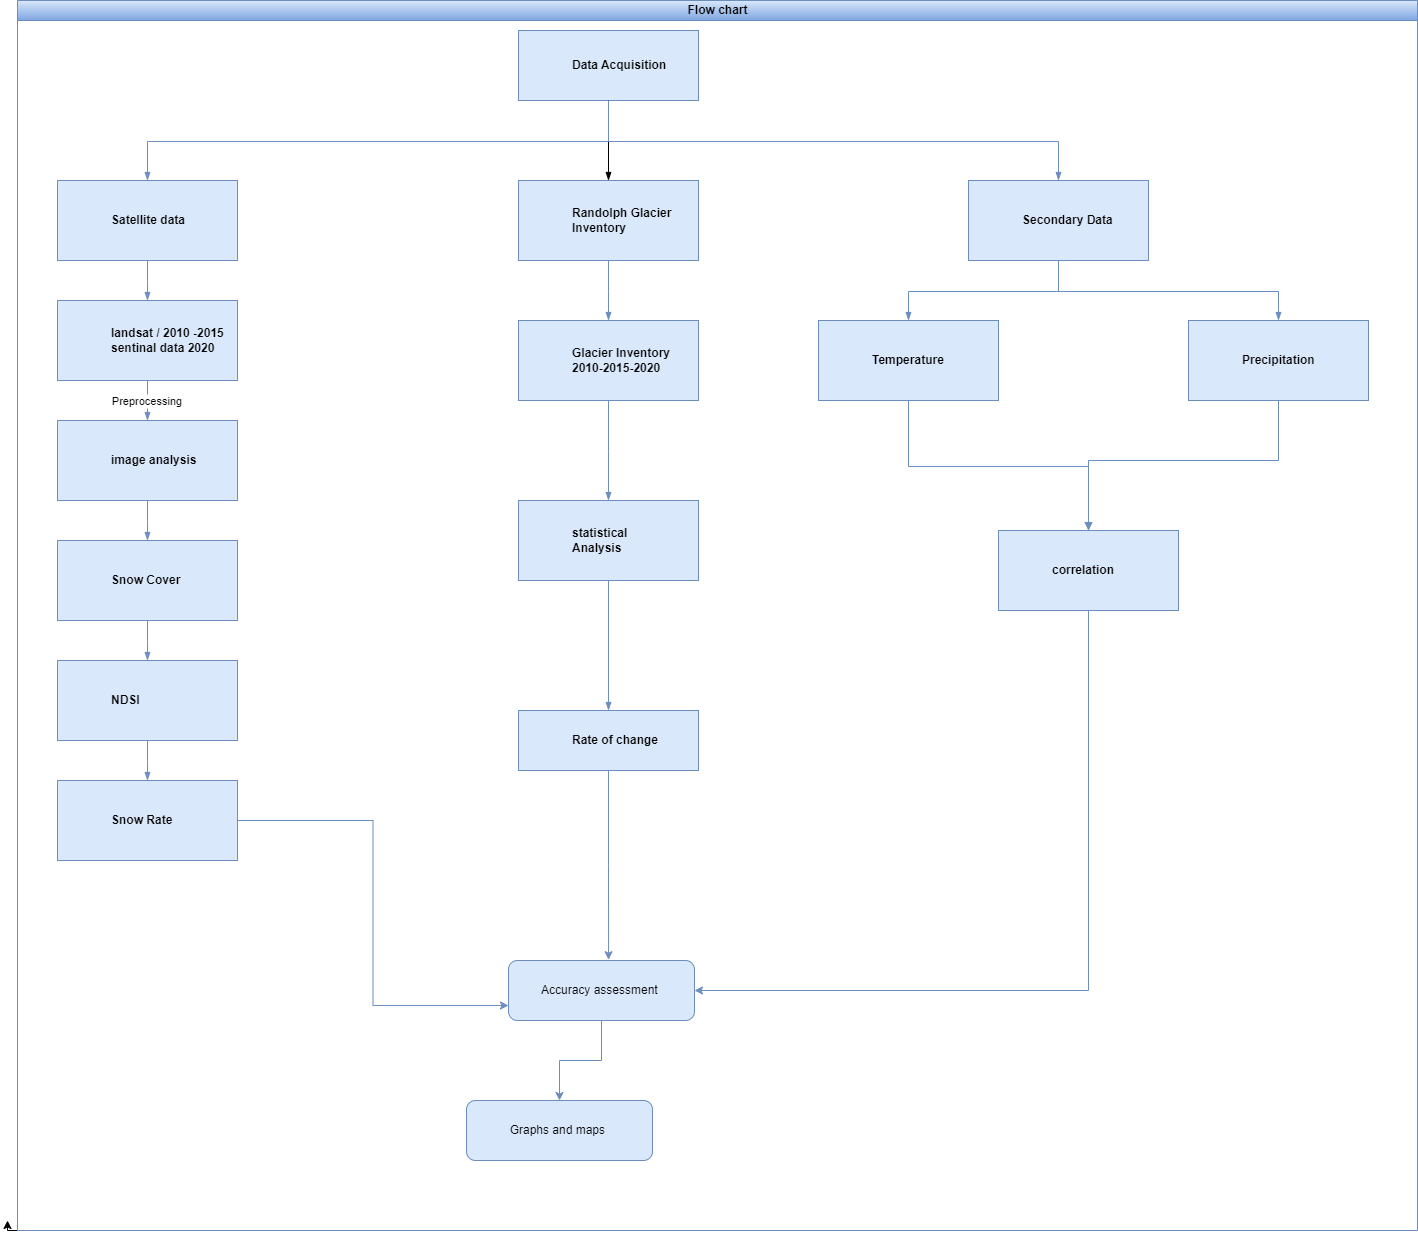 Flow chart
Data Acquisition
Satellite data
Randolph Glacier
Inventory
Secondary Data
landsat / 2010 -2015
sentinal data 2020
Glacier Inventory
2010-2015-2020
Temperature
Precipitation
Preprocessing
image analysis
statistical
Analysis
correlation
Snow Cover
NDSI
Rate of change
Snow Rate
Accuracy assessment
Graphs and maps